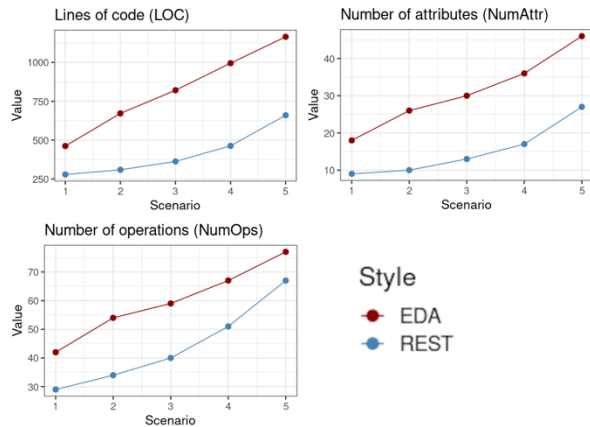 Lines of code (LOC)
Value
1000
750
500
250
1 2 3 4 5
Scenario
Number of attributes (NumAttr)
Value
40
30
20
10
1 2 3 4 5
Scenario
Number of operations (NumOps)
Value
70
60
50
40
30
1 2 3 4 5
Scenario
Style
EDA
REST